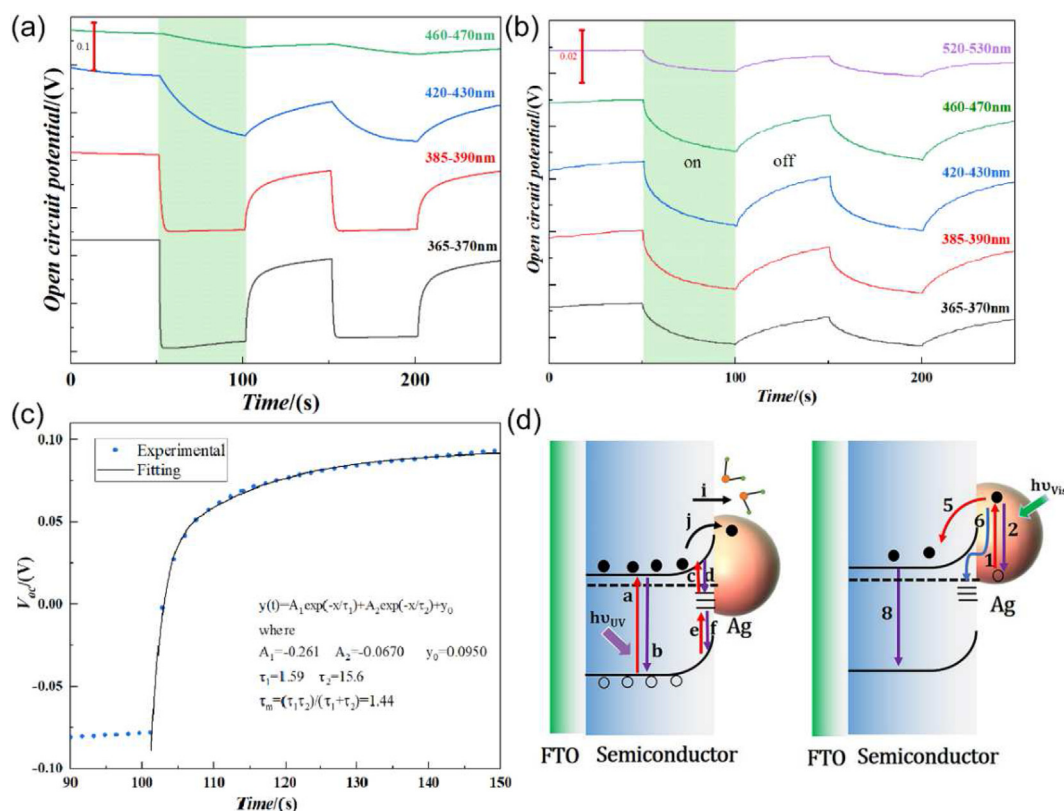 (a)
0.1
460-470nm
420-430nm
385-390nm
365-370nm
Open circuit potential/(V)
0
100
200
Time/(s)
(b)
0.02
520-530nm
460-470nm
on
off
420-430nm
385-390nm
365-370nm
Open circuit potential/(V)
0
100
200
Time/(s)
(c)
0.10
0.05
0.00
-0.05
-0.10
Voc/(V)
Experimental
Fitting
y(t)=A₁exp(-x/τ₁)+A₂exp(-x/τ₂)+y₀
where
A₁=-0.261 A₂=-0.0670 y₀=0.0950
τ₁=1.59 τ₂=15.6
τm=(τ₁τ₂)/(τ₁+τ₂)=1.44
90
100
110
120
130
140
150
Time/(s)
(d)
i
j
c
d
a
hυUV
b
e
f
Ag
FTO
Semiconductor
hυVis
5
6
2
1
8
Ag
FTO
Semiconductor